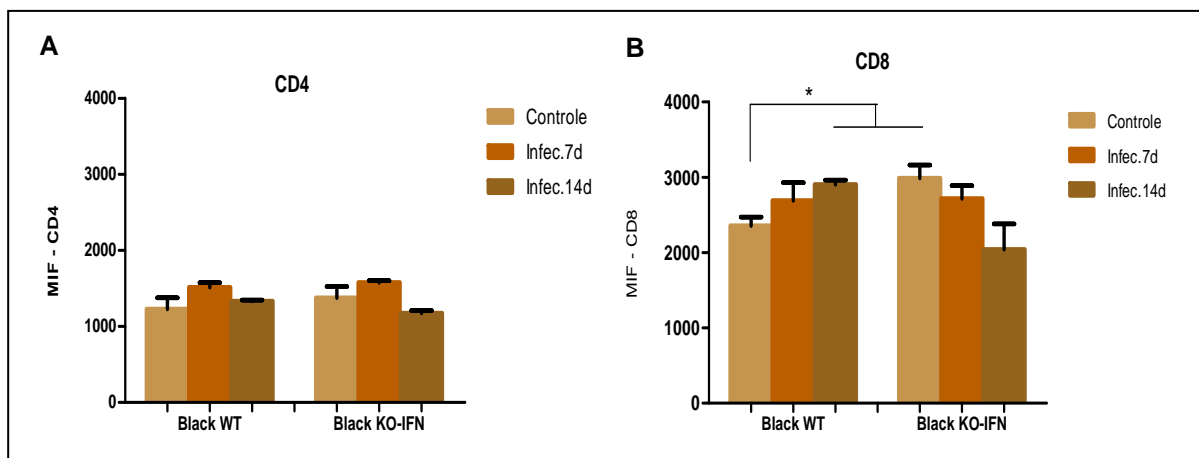 A
CD4
4000
3000
2000
1000
0
MIF - CD4
Black WT
Black KO-IFN
Controle
Infec.7d
Infec.14d
B
CD8
*
4000
3000
2000
1000
0
MIF - CD8
Black WT
Black KO-IFN
Controle
Infec.7d
Infec.14d